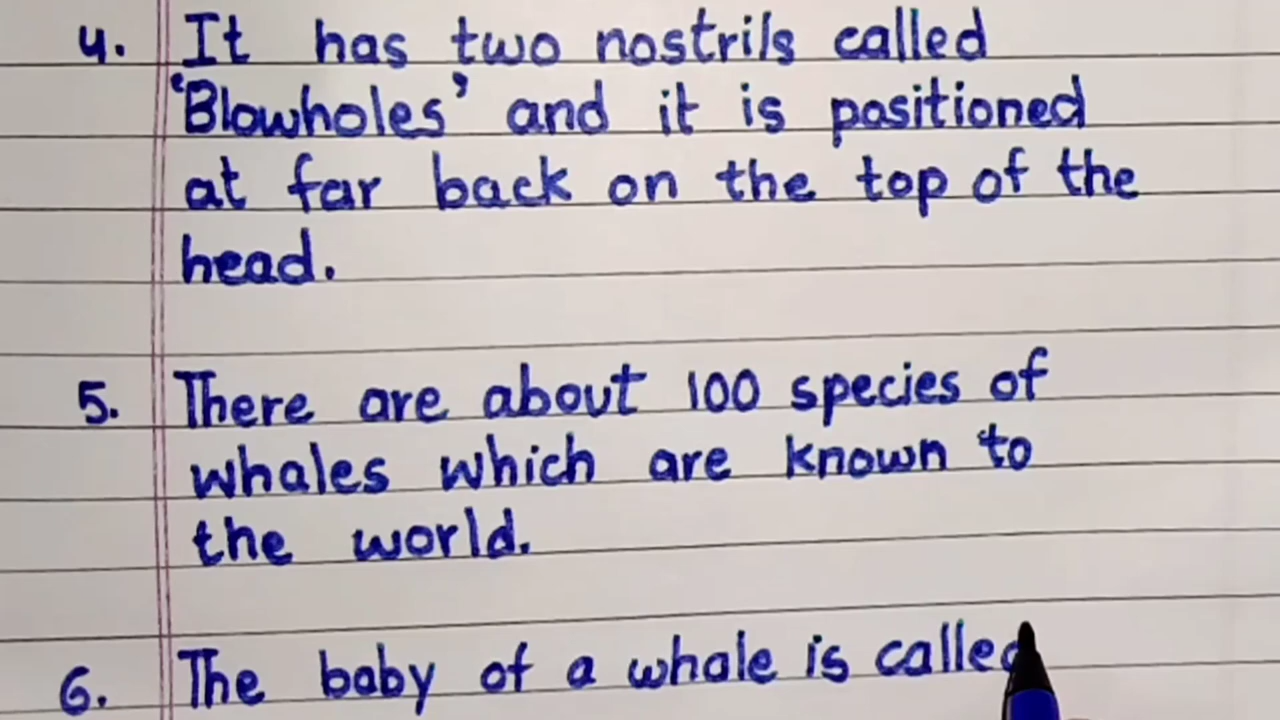 4. It has two nostrils called
'Blowholes' and it is positioned
at far back on the top of the
head.
5. There are about 100 species of
whales which are known to
the world.
6. The baby of a whale is called